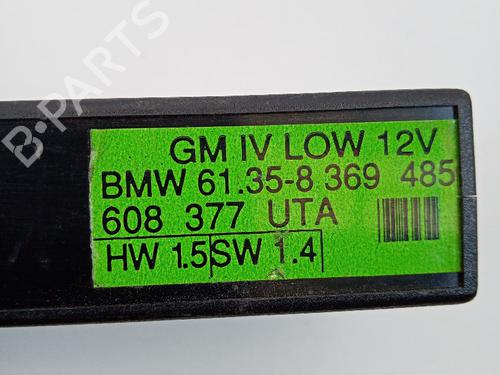 B-PARTS
GM IV LOW 12V
BMW 61.35-8 369 485
608 377 UTA
HW 1.5 SW 1.4